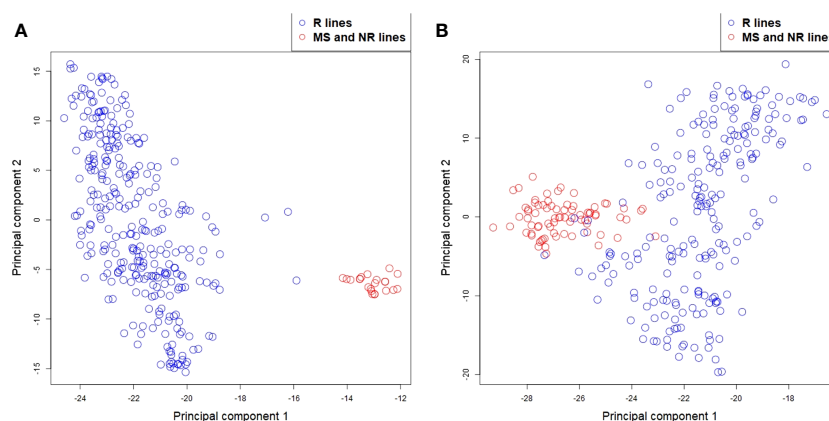 A
R lines
MS and NR lines
Principal component 2
15
10
5
0
-5
-10
-15
-24
-22
-20
-18
-16
-14
-12
Principal component 1
B
R lines
MS and NR lines
Principal component 2
20
10
0
-10
-20
-28
-26
-24
-22
-20
-18
Principal component 1